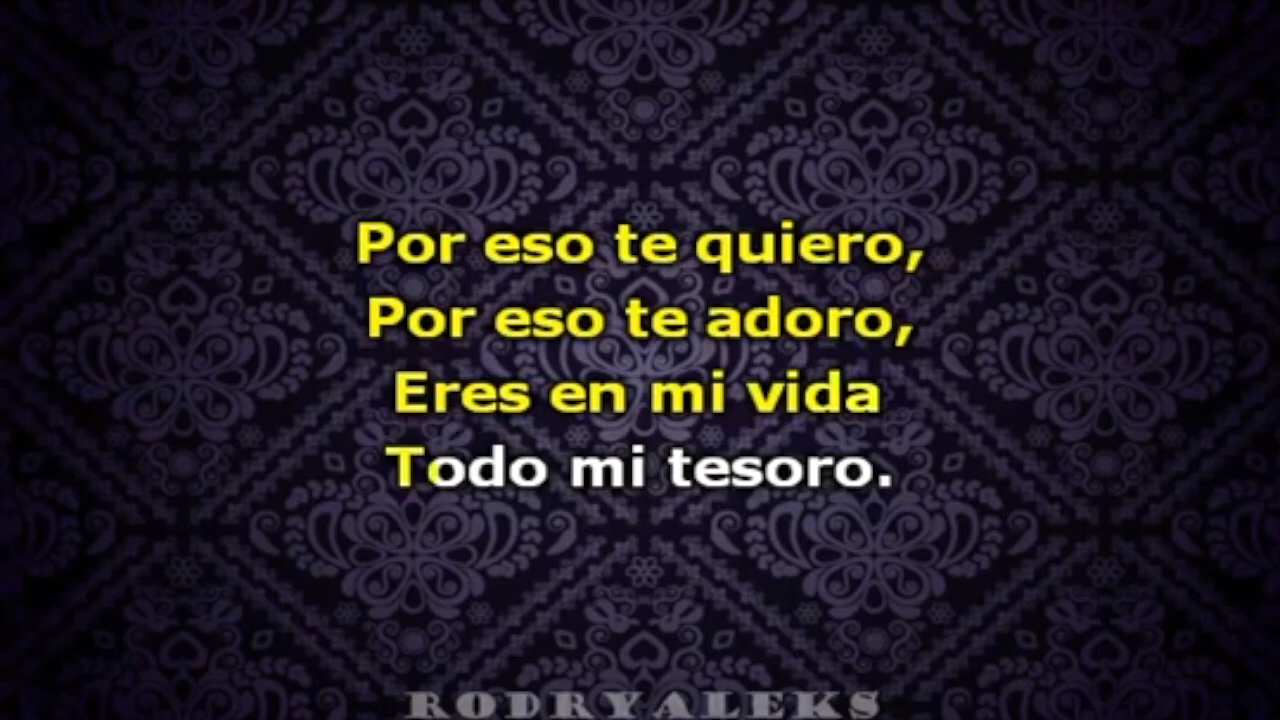 Por eso te quiero,
Por eso te adoro,
Eres en mi vida
Todo mi tesoro.
RODRYALEKS